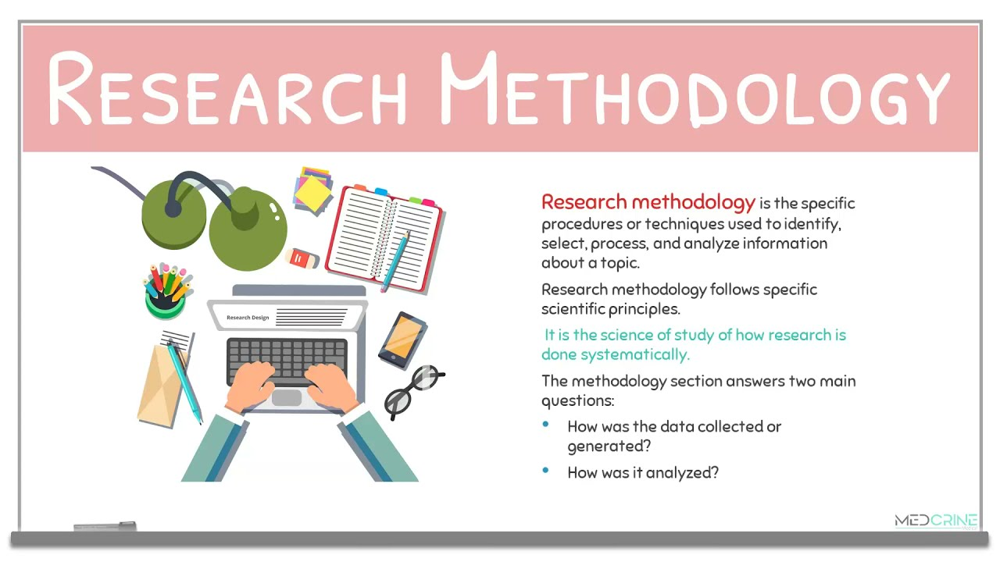 RESEARCH METHODOLOGY
Research Design
Research methodology is the specific
procedures or techniques used to identify,
select, process, and analyze information
about a topic.
Research methodology follows specific
scientific principles.
It is the science of study of how research is
done systematically.
The methodology section answers two main
questions:
• How was the data collected or
generated?
• How was it analyzed?
MEDCRINE